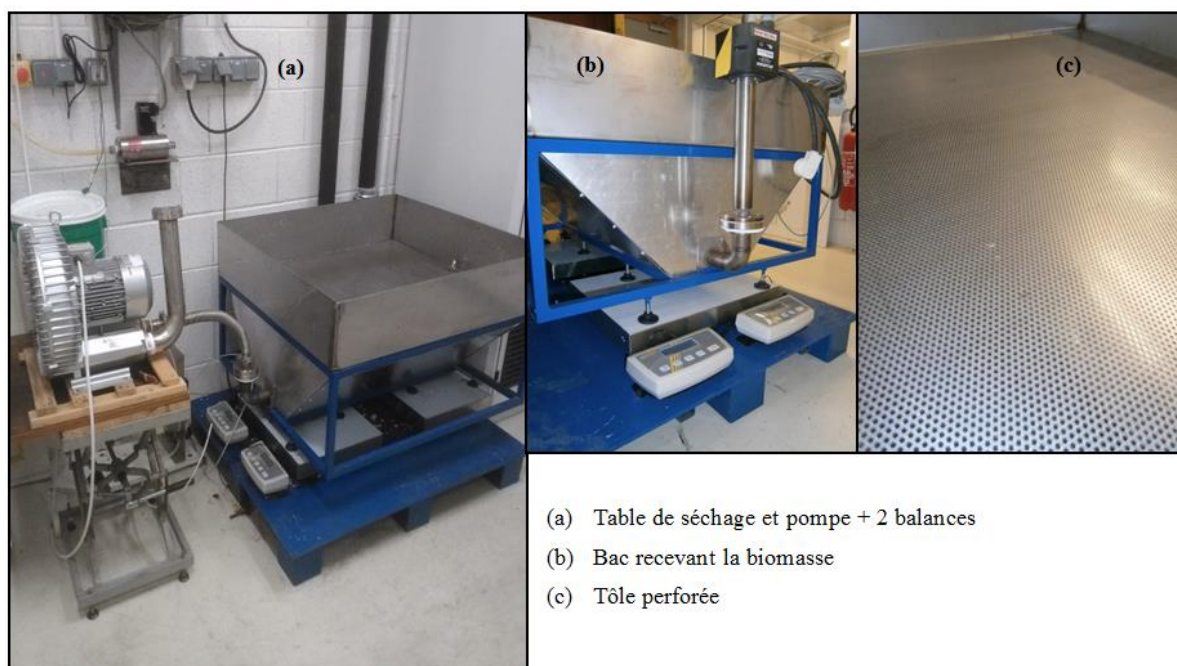 (a)
(b)
(c)
(a) Table de séchage et pompe + 2 balances
(b) Bac recevant la biomasse
(c) Tôle perforée